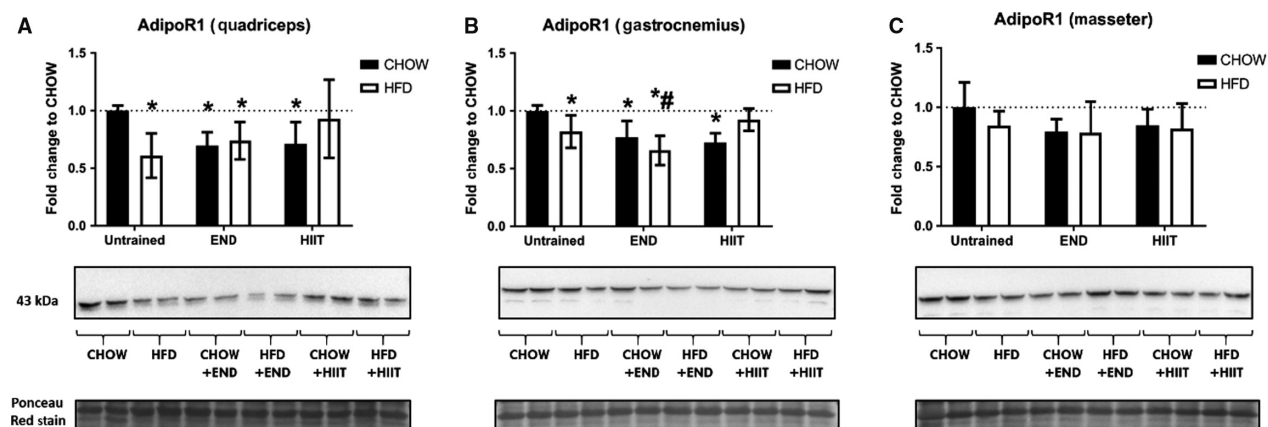 A
AdipoR1 (quadriceps)
Fold change to CHOW
1.5
1.0
0.5
0.0
* * * *
CHOW
HFD
Untrained END HIIT
43 kDa
CHOW HFD CHOW +END HFD +END CHOW +HIIT HFD +HIIT
Ponceau
Red stain
B
AdipoR1 (gastrocnemius)
Fold change to CHOW
1.5
1.0
0.5
0.0
* * *# *
CHOW
HFD
Untrained END HIIT
CHOW HFD CHOW +END HFD +END CHOW +HIIT HFD +HIIT
C
AdipoR1 (masseter)
Fold change to CHOW
1.5
1.0
0.5
0.0
CHOW
HFD
Untrained END HIIT
CHOW HFD CHOW +END HFD +END CHOW +HIIT HFD +HIIT